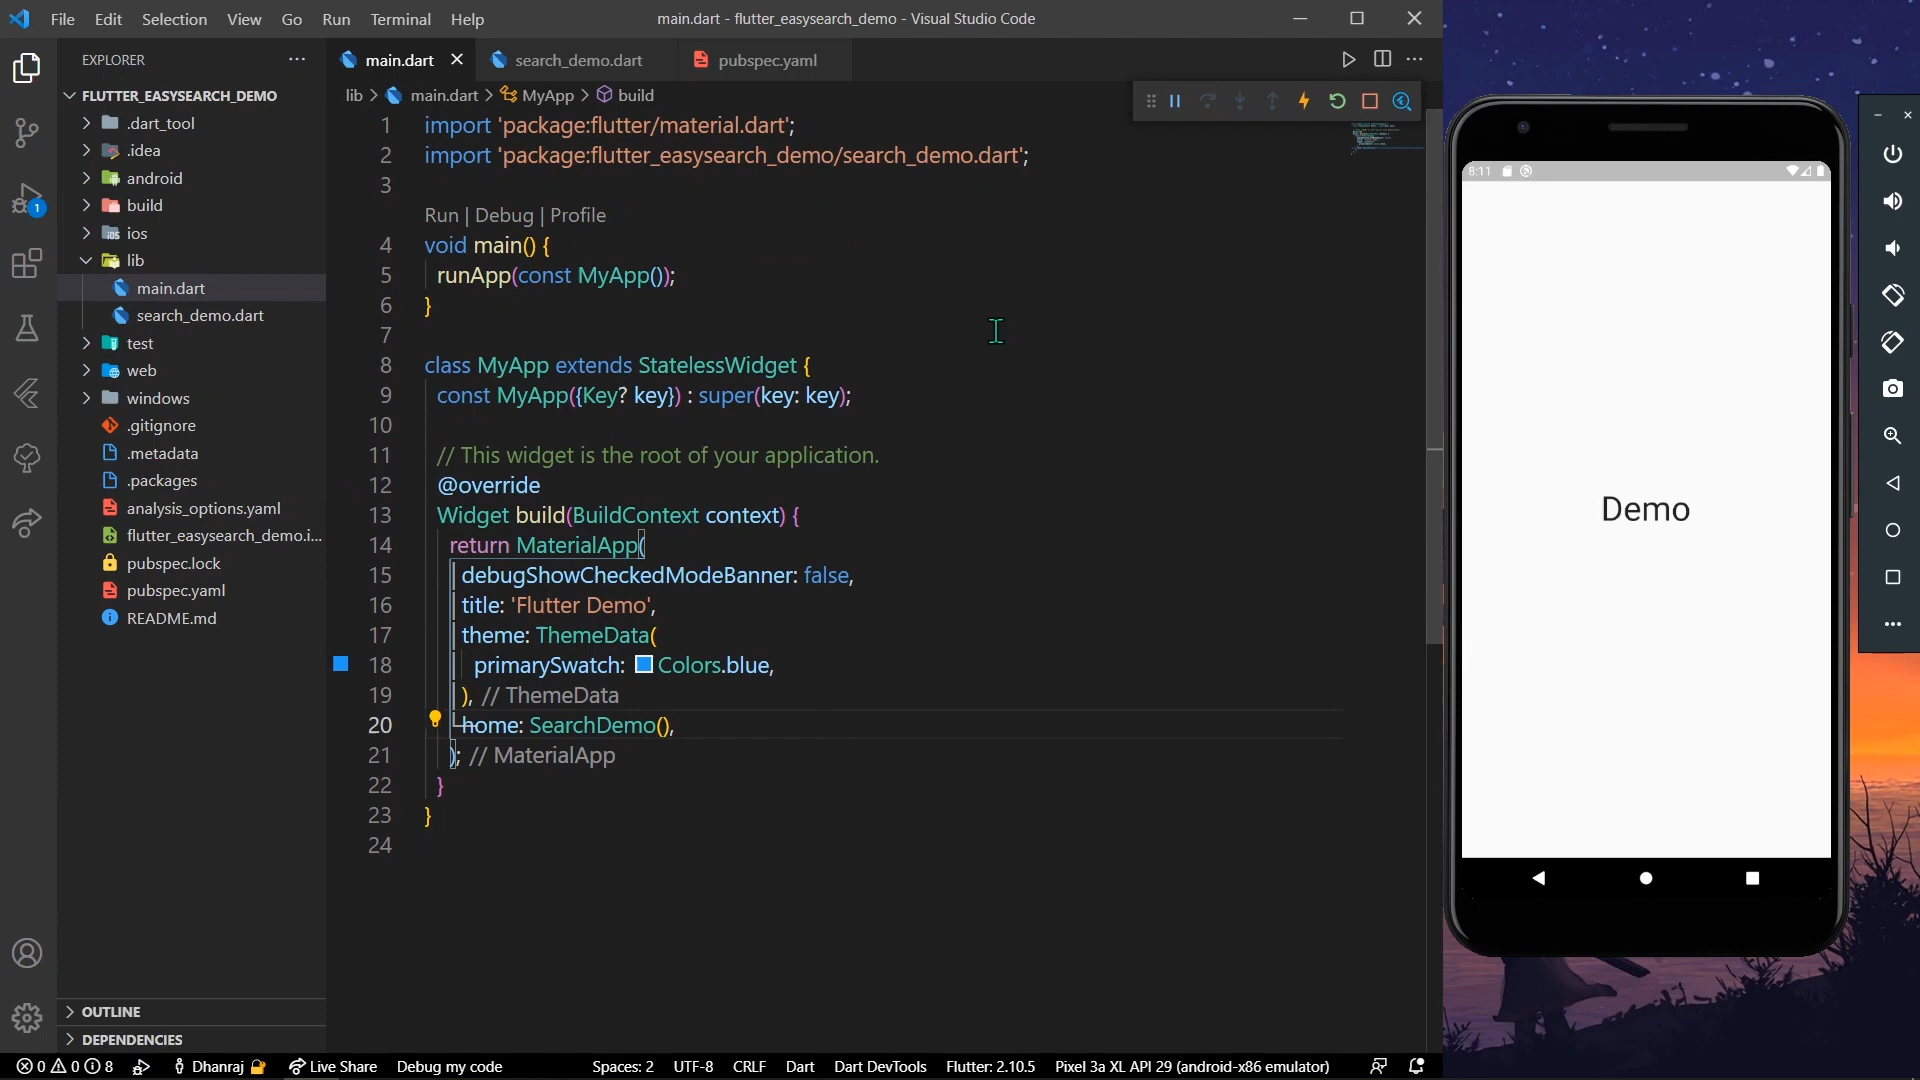 File Edit Selection View Go Run Terminal Help
main.dart - flutter_easysearch_demo - Visual Studio Code
EXPLORER
FLUTTER_EASYSEARCH_DEMO
.dart_tool
.idea
android
build
ios
lib
main.dart
search_demo.dart
test
web
windows
.gitignore
.metadata
.packages
analysis_options.yaml
flutter_easysearch_demo.i...
pubspec.lock
pubspec.yaml
README.md
OUTLINE
DEPENDENCIES
main.dart search_demo.dart pubspec.yaml
lib > main.dart > MyApp > build
1 import 'package:flutter/material.dart';
2 import 'package:flutter_easysearch_demo/search_demo.dart';
3
Run | Debug | Profile
4 void main() {
5 runApp(const MyApp());
6 }
7
8 class MyApp extends StatelessWidget {
9 const MyApp({Key? key}) : super(key: key);
10
11 // This widget is the root of your application.
12 @override
13 Widget build(BuildContext context) {
14 return MaterialApp(
15 debugShowCheckedModeBanner: false,
16 title: 'Flutter Demo',
17 theme: ThemeData(
18 primarySwatch: Colors.blue,
19 ), // ThemeData
20 home: SearchDemo(),
21 ); // MaterialApp
22 }
23 }
24
1
8:11
Demo
0 0 8 Dhanraj Live Share Debug my code Spaces: 2 UTF-8 CRLF Dart Dart DevTools Flutter: 2.10.5 Pixel 3a XL API 29 (android-x86 emulator)